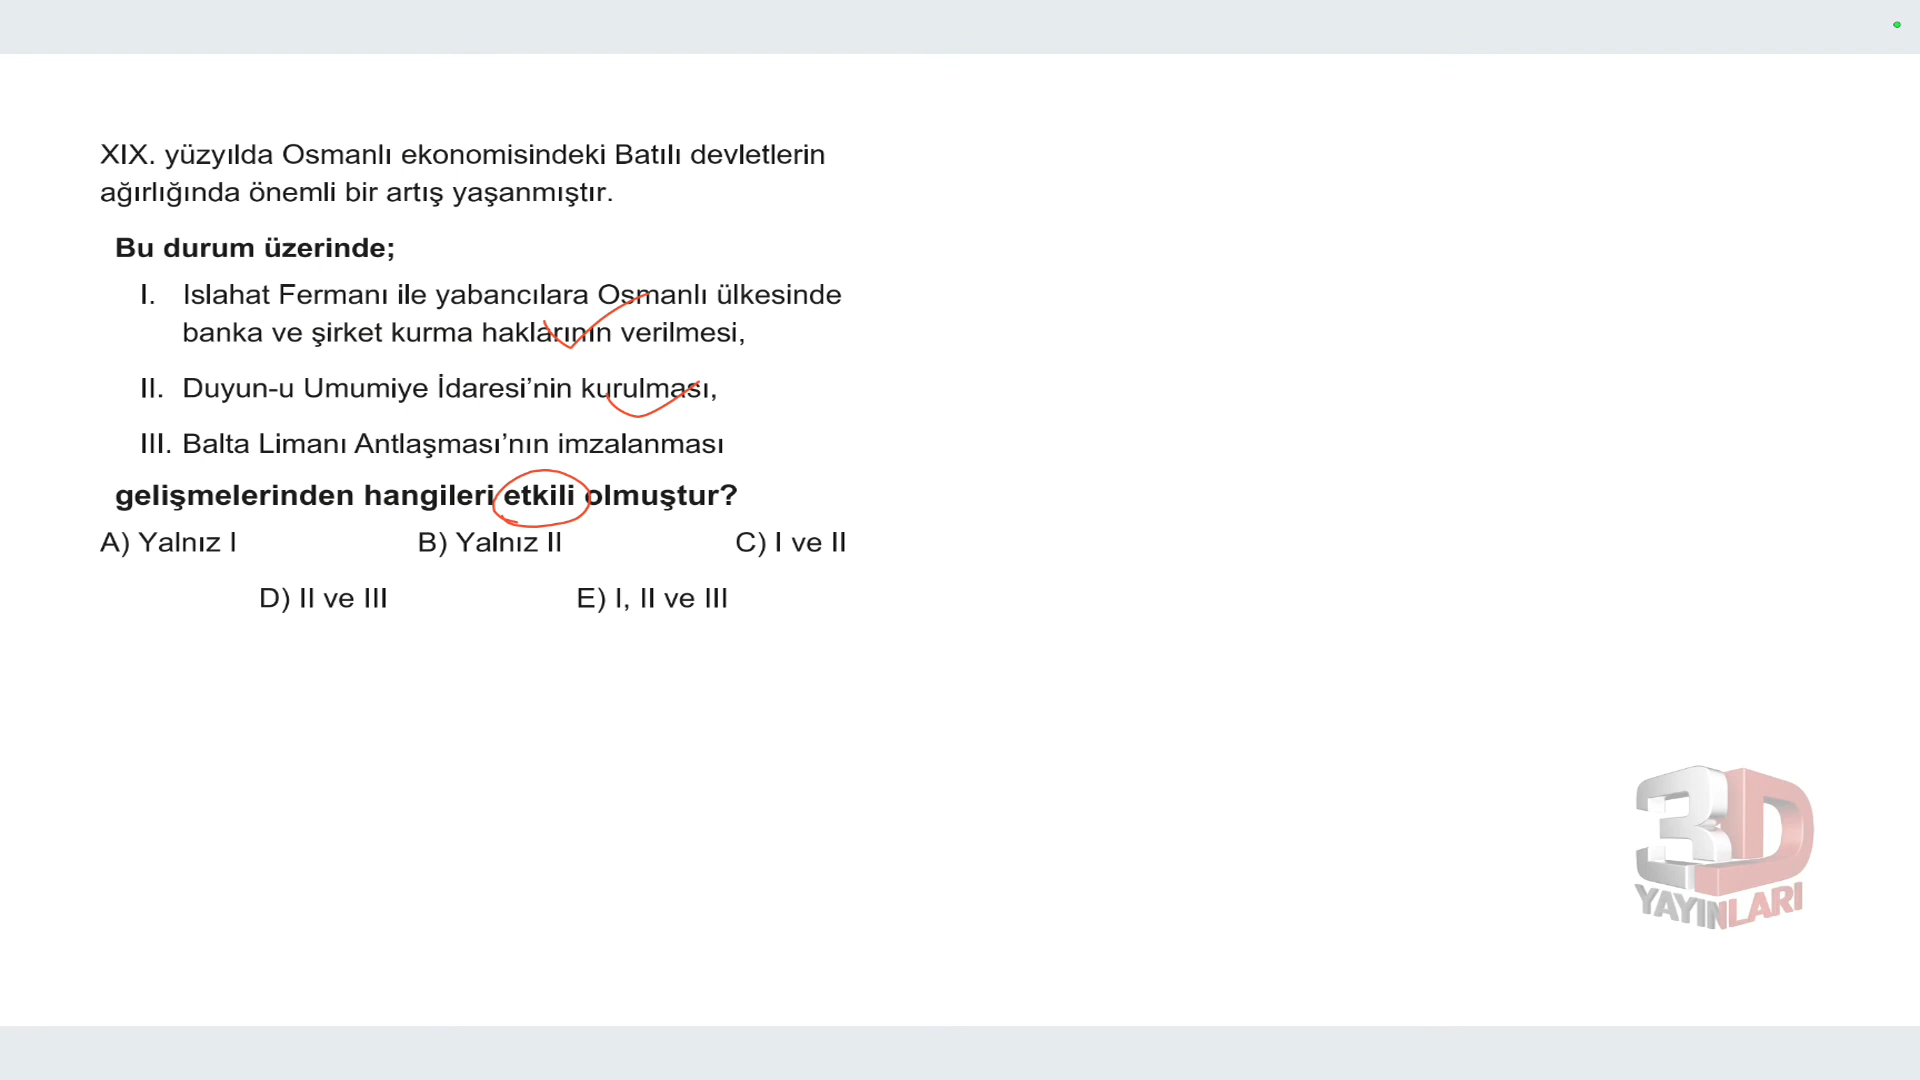 XIX. yüzyılda Osmanlı ekonomisindeki Batılı devletlerin
ağırlığında önemli bir artış yaşanmıştır.
Bu durum üzerinde;
I. Islahat Fermanı ile yabancılara Osmanlı ülkesinde
banka ve şirket kurma haklarının verilmesi,
II. Duyun-u Umumiye İdaresi’nin kurulması,
III. Balta Limanı Antlaşması’nın imzalanması
gelişmelerinden hangileri etkili olmuştur?
A) Yalnız I B) Yalnız II C) I ve II
D) II ve III E) I, II ve III
3D
YAYINLARI